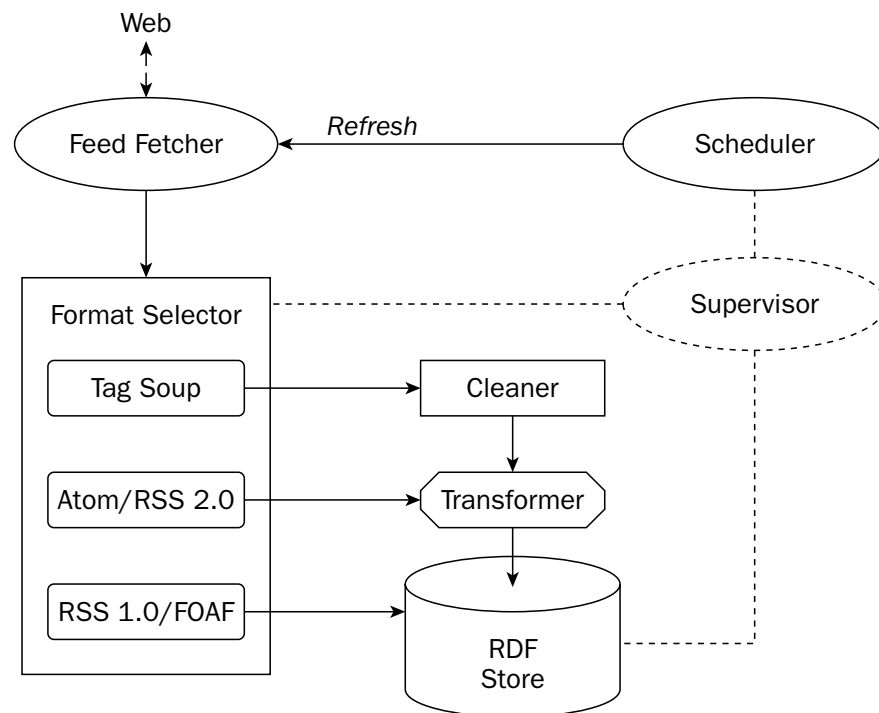 Web
Feed Fetcher
Refresh
Scheduler
Supervisor
Format Selector
Tag Soup
Cleaner
Atom/RSS 2.0
Transformer
RSS 1.0/FOAF
RDF
Store